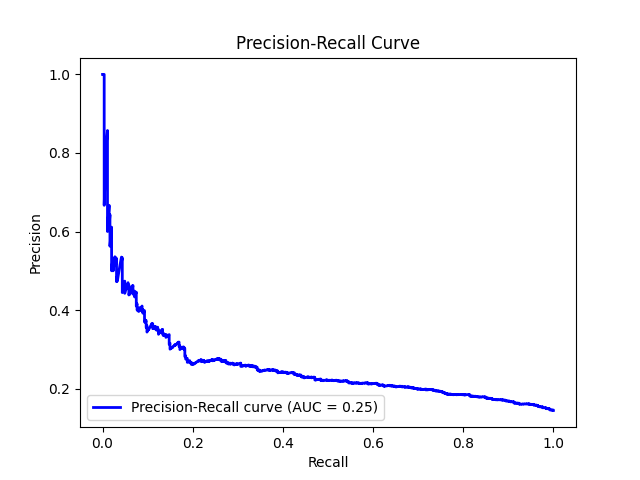 Precision-Recall Curve
1.0
0.8
0.6
0.4
0.2
Precision
Precision-Recall curve (AUC = 0.25)
0.0 0.2 0.4 0.6 0.8 1.0
Recall